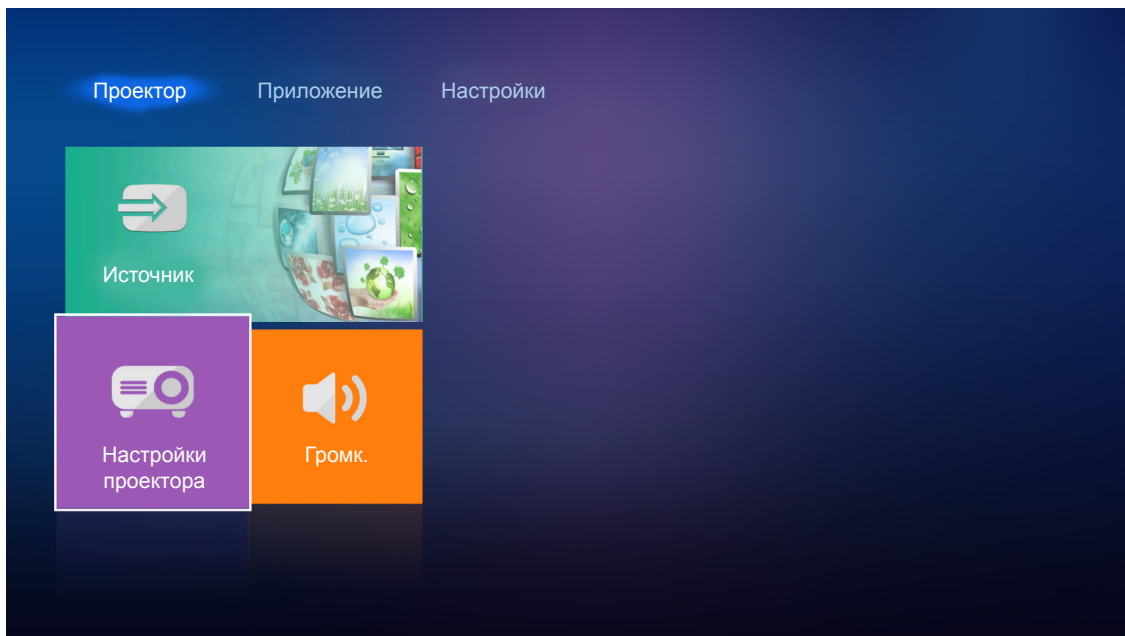 Проектор Приложение Настройки
Источник
Настройки
проектора
Громк.